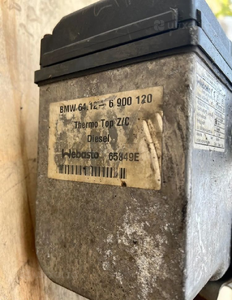 BMW 64.12 - 6 900 120
Thermo Top Z/C
Diesel
Webasto 65849E